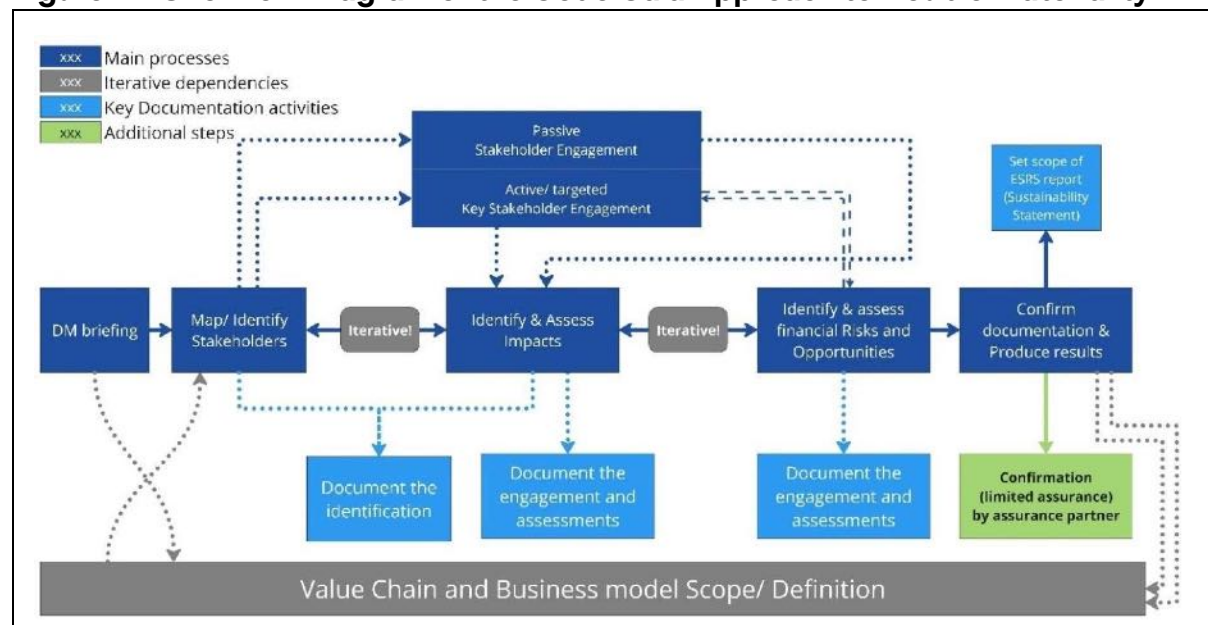 xxx Main processes
xxx Iterative dependencies
xxx Key Documentation activities
xxx Additional steps
Passive
Stakeholder Engagement
Active/ targeted
Key Stakeholder Engagement
Set scope of
ESRS report
(Sustainability
Statement)
DM briefing
Map/ Identify
Stakeholders
Iterative!
Identify & Assess
Impacts
Iterative!
Identify & assess
financial Risks and
Opportunities
Confirm
documentation &
Produce results
Document the
identification
Document the
engagement and
assessments
Document the
engagement and
assessments
Confirmation
(limited assurance)
by assurance partner
Value Chain and Business model Scope/ Definition